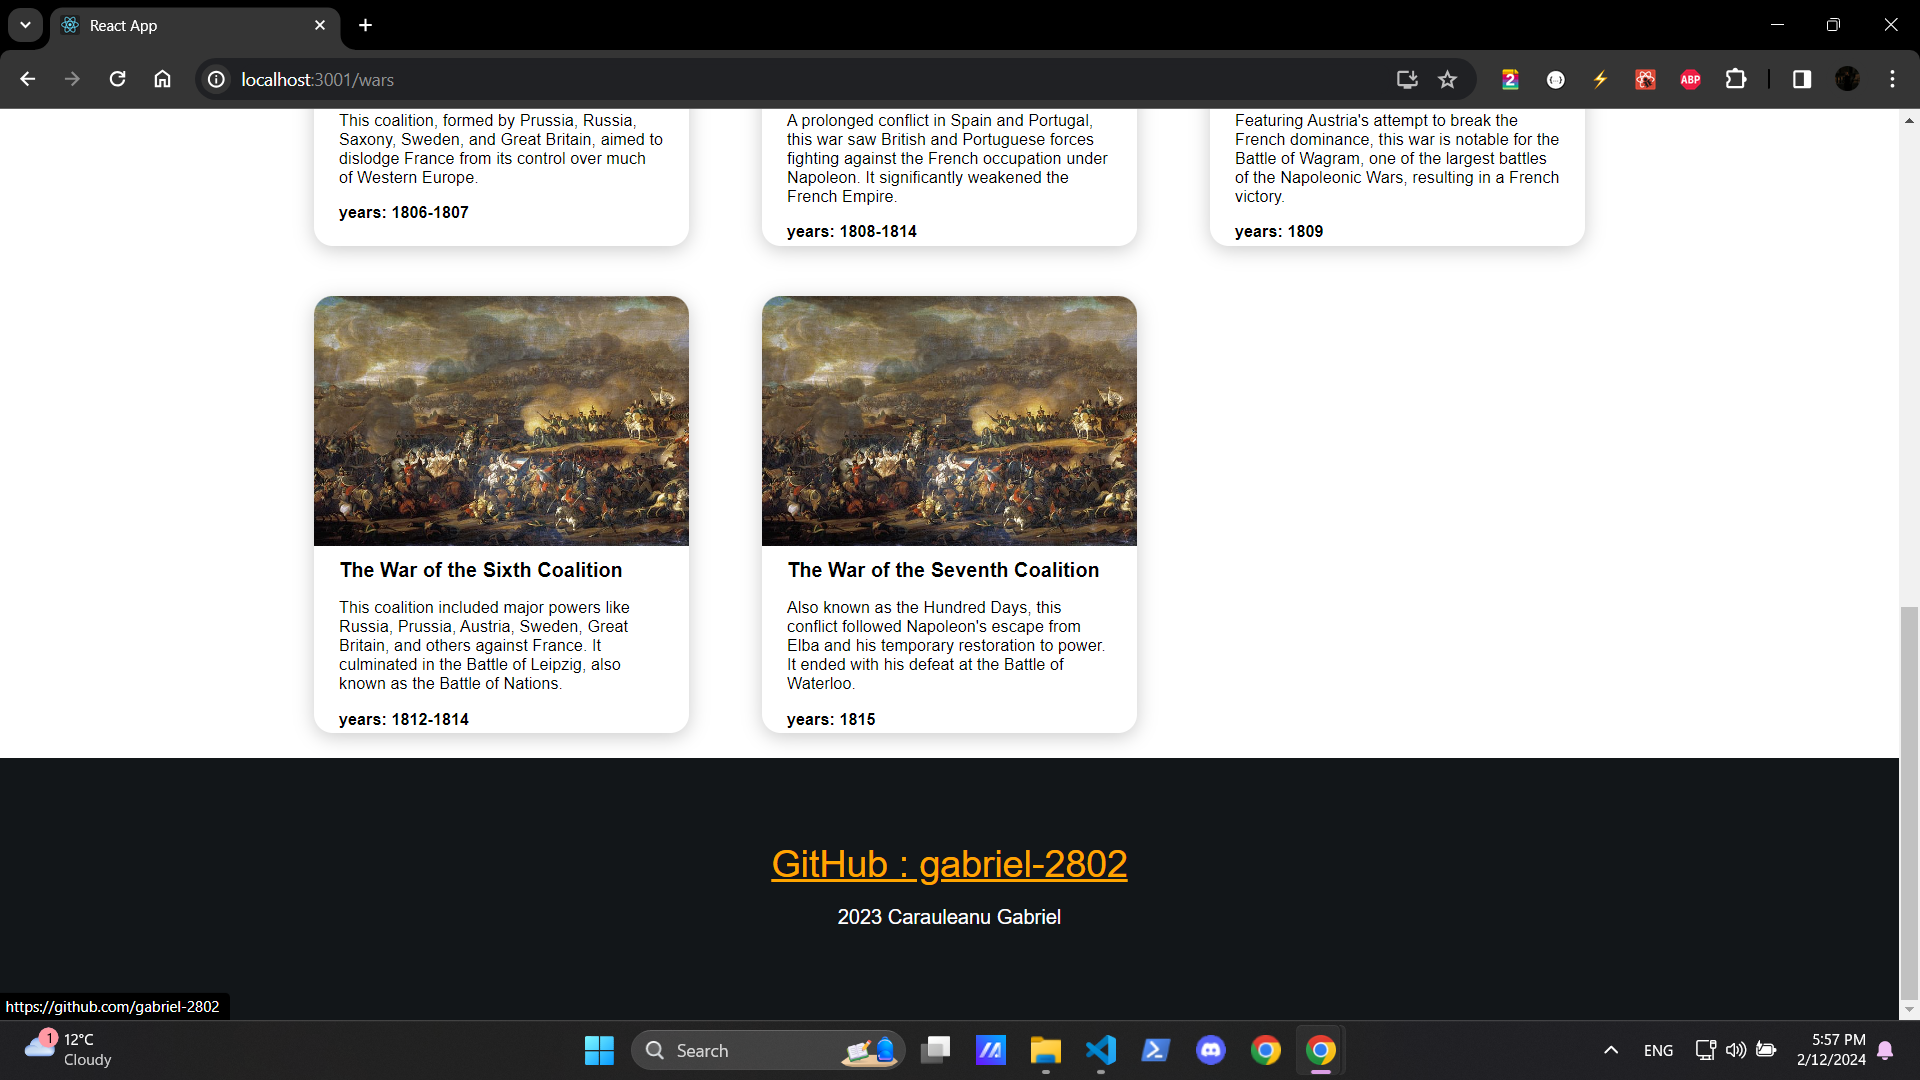 React App
localhost:3001/wars
2
ABP
This coalition, formed by Prussia, Russia,
Saxony, Sweden, and Great Britain, aimed to
dislodge France from its control over much
of Western Europe.
years: 1806-1807
A prolonged conflict in Spain and Portugal,
this war saw British and Portuguese forces
fighting against the French occupation under
Napoleon. It significantly weakened the
French Empire.
years: 1808-1814
Featuring Austria's attempt to break the
French dominance, this war is notable for the
Battle of Wagram, one of the largest battles
of the Napoleonic Wars, resulting in a French
victory.
years: 1809
The War of the Sixth Coalition
This coalition included major powers like
Russia, Prussia, Austria, Sweden, Great
Britain, and others against France. It
culminated in the Battle of Leipzig, also
known as the Battle of Nations.
years: 1812-1814
The War of the Seventh Coalition
Also known as the Hundred Days, this
conflict followed Napoleon's escape from
Elba and his temporary restoration to power.
It ended with his defeat at the Battle of
Waterloo.
years: 1815
GitHub : gabriel-2802
2023 Carauleanu Gabriel
https://github.com/gabriel-2802
1
12°C
Cloudy
Search
ENG
5:57 PM
2/12/2024